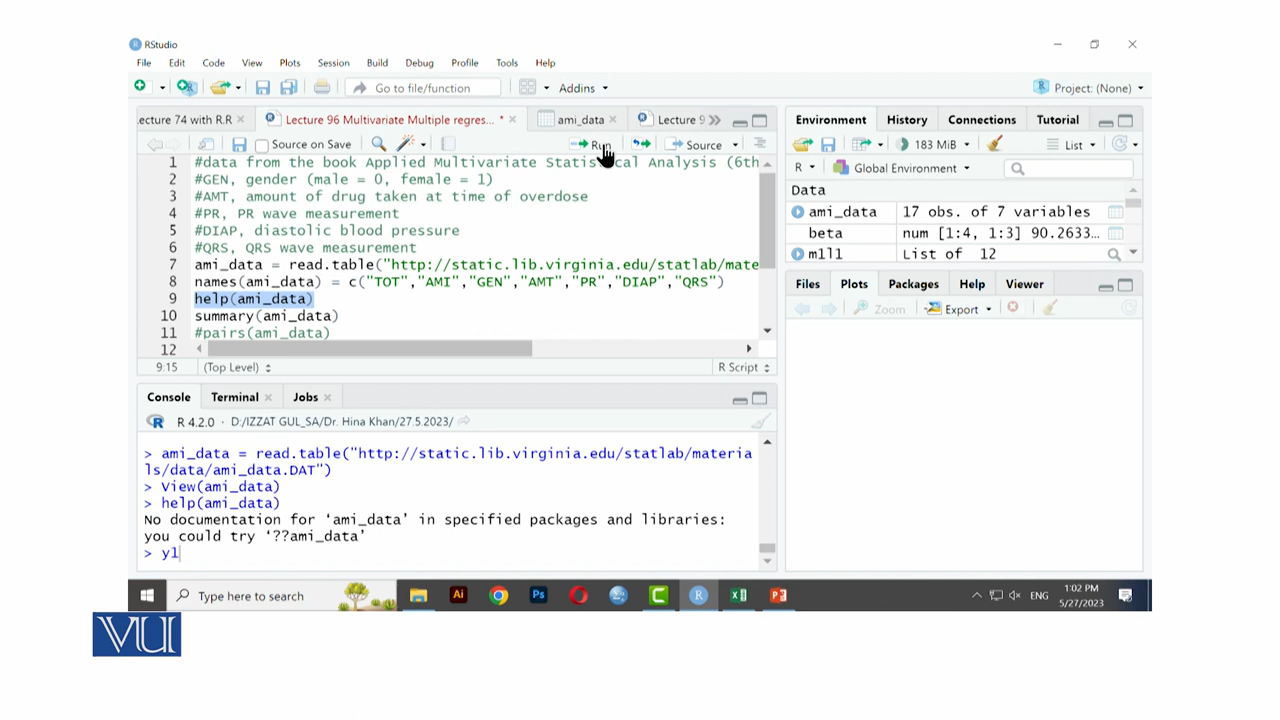 RStudio
File Edit Code View Plots Session Build Debug Profile Tools Help
Go to file/function Addins Project: (None)
ecture 74 with R.R Lecture 96 Multivariate Multiple regres... * ami_data Lecture 9
Source on Save Run Source
1 #data from the book Applied Multivariate Statistical Analysis (6th
2 #GEN, gender (male = 0, female = 1)
3 #AMT, amount of drug taken at time of overdose
4 #PR, PR wave measurement
5 #DIAP, diastolic blood pressure
6 #QRS, QRS wave measurement
7 ami_data = read.table("http://static.lib.virginia.edu/statlab/mate
8 names(ami_data) = c("TOT","AMI","GEN","AMT","PR","DIAP","QRS")
9 help(ami_data)
10 summary(ami_data)
11 #pairs(ami_data)
12
9:15 (Top Level) R Script
Console Terminal Jobs
R 4.2.0 · D:/IZZAT GUL_SA/Dr. Hina Khan/27.5.2023/
> ami_data = read.table("http://static.lib.virginia.edu/statlab/materia
ls/data/ami_data.DAT")
> View(ami_data)
> help(ami_data)
No documentation for ‘ami_data’ in specified packages and libraries:
you could try ‘??ami_data’
> y1
Environment History Connections Tutorial
183 MiB List
R Global Environment
Data
ami_data 17 obs. of 7 variables
beta num [1:4, 1:3] 90.2633...
m1l1 List of 12
Files Plots Packages Help Viewer
Zoom Export
Type here to search Ai Ps R ENG 1:02 PM
5/27/2023
VU